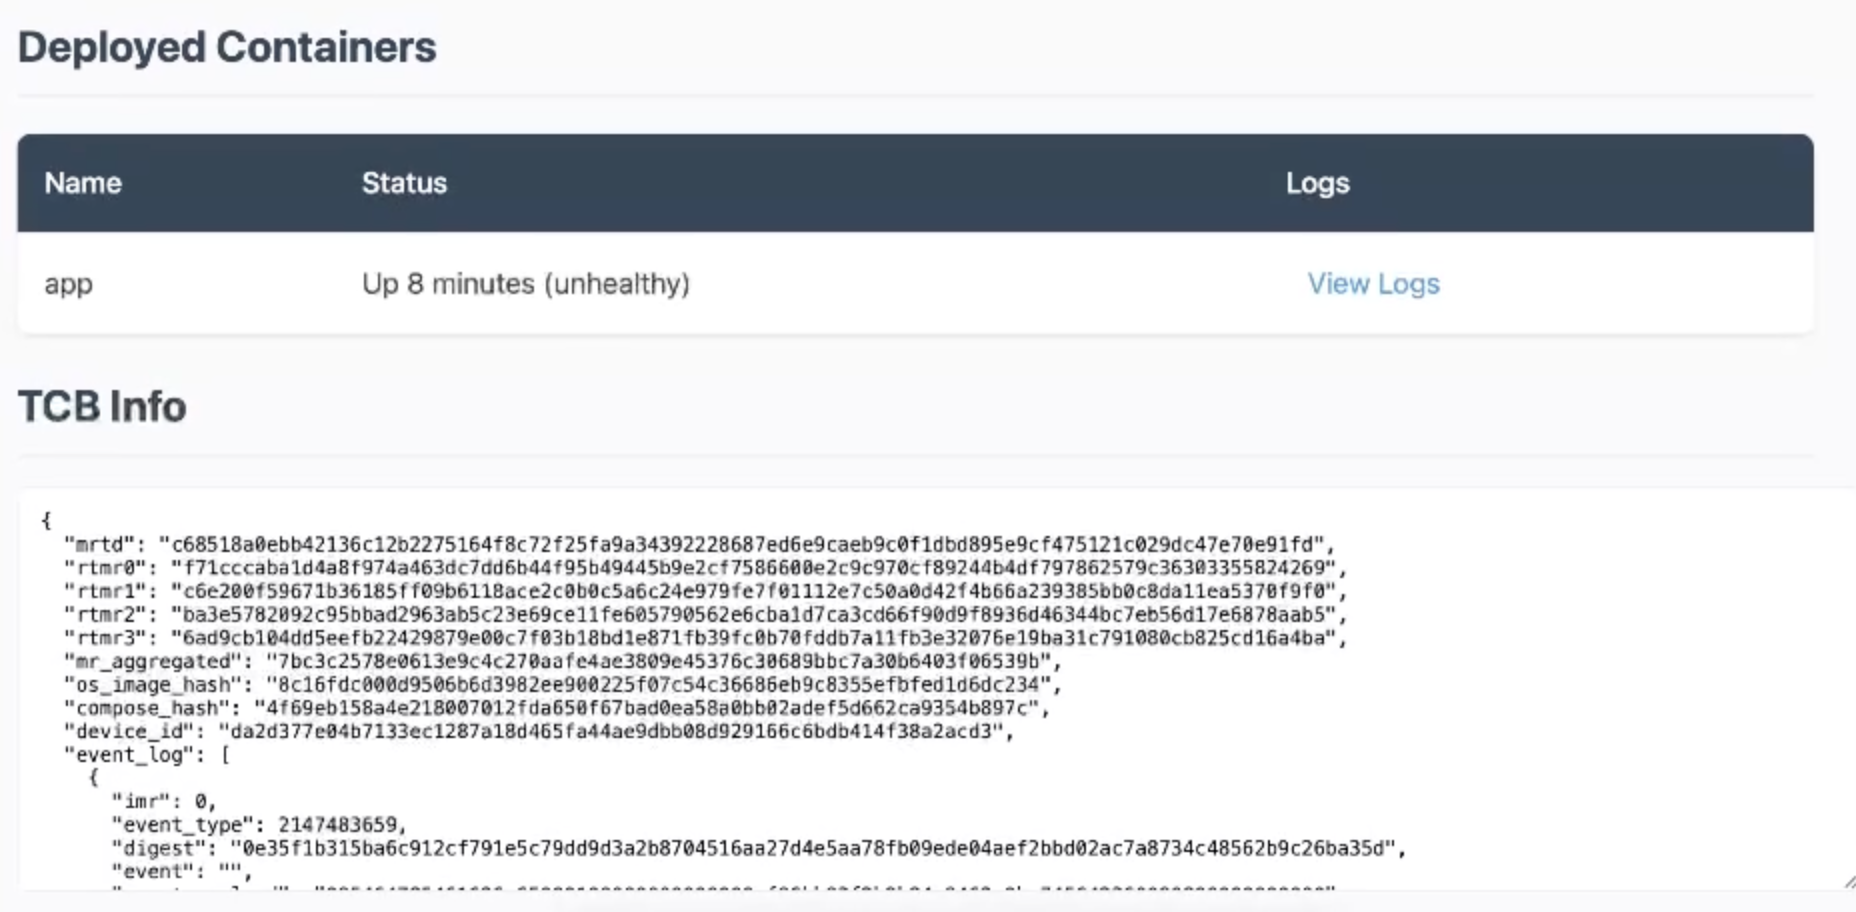 Deployed Containers
Name Status Logs
app Up 8 minutes (unhealthy) View Logs
TCB Info
{
"mrtd": "c68518a0ebb42136c12b2275164f8c72f25fa9a34392228687ed6e9caeb9c0f1dbd895e9cf475121c029dc47e70e91fd",
"rtmr0": "f71cccaba1d4a8f974a463dc7dd6b44f95b49445b9e2cf7586600e2c9c970cf89244b4df797862579c36303355824269",
"rtmr1": "c6e200f59671b36185ff09b6118ace2c0b0c5a6c24e979fe7f01112e7c50a0d42f4b66a239385bb0c8da11ea5370f9f0",
"rtmr2": "ba3e5782092c95bbad2963ab5c23e69ce11fe605790562e6cba1d7ca3cd66f90d9f8936d46344bc7eb56d17e6878aab5",
"rtmr3": "6ad9cb104dd5eefb22429879e00c7f03b18bd1e871fb39fc0b70fddb7a11fb3e32076e19ba31c791080cb825cd16a4ba",
"mr_aggregated": "7bc3c2578e0613e9c4c270aafe4ae3809e45376c30689bbc7a30b6403f06539b",
"os_image_hash": "8c16fdc000d9506b6d3982ee900225f07c54c36686eb9c8355efbfed1d6dc234",
"compose_hash": "4f69eb158a4e218007012fda650f67bad0ea58a0bb02adef5d662ca9354b897c",
"device_id": "da2d377e04b7133ec1287a18d465fa44ae9dbb08d929166c6bdb414f38a2acd3",
"event_log": [
{
"imr": 0,
"event_type": 2147483659,
"digest": "0e35f1b315ba6c912cf791e5c79dd9d3a2b8704516aa27d4e5aa78fb09ede04aef2bbd02ac7a8734c48562b9c26ba35d",
"event": "",